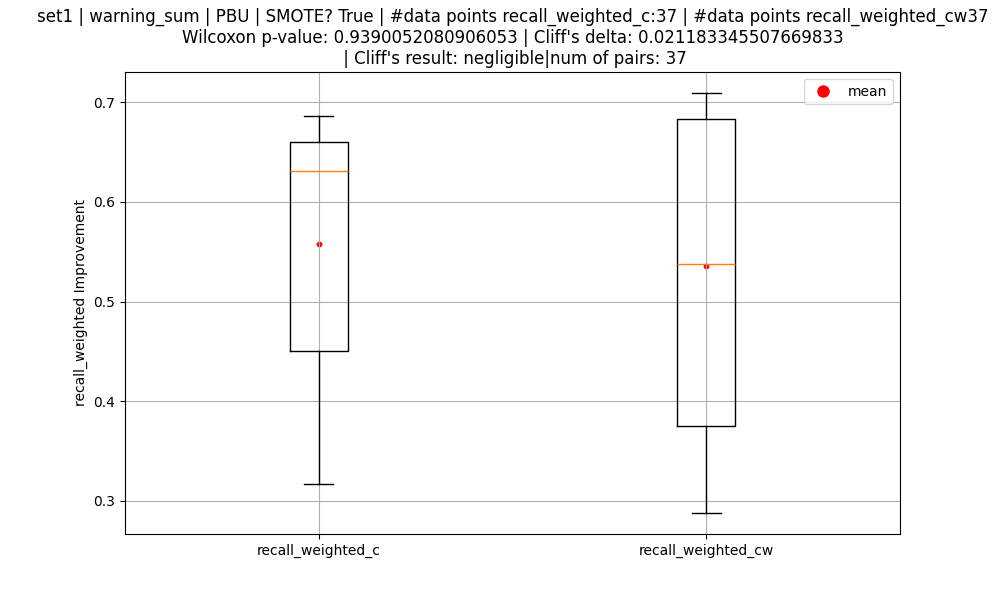 set1 | warning_sum | PBU | SMOTE? True | #data points recall_weighted_c:37 | #data points recall_weighted_cw37
Wilcoxon p-value: 0.9390052080906053 | Cliff's delta: 0.021183345507669833
| Cliff's result: negligible|num of pairs: 37
mean
0.7
0.6
0.5
0.4
0.3
recall_weighted Improvement
recall_weighted_c
recall_weighted_cw